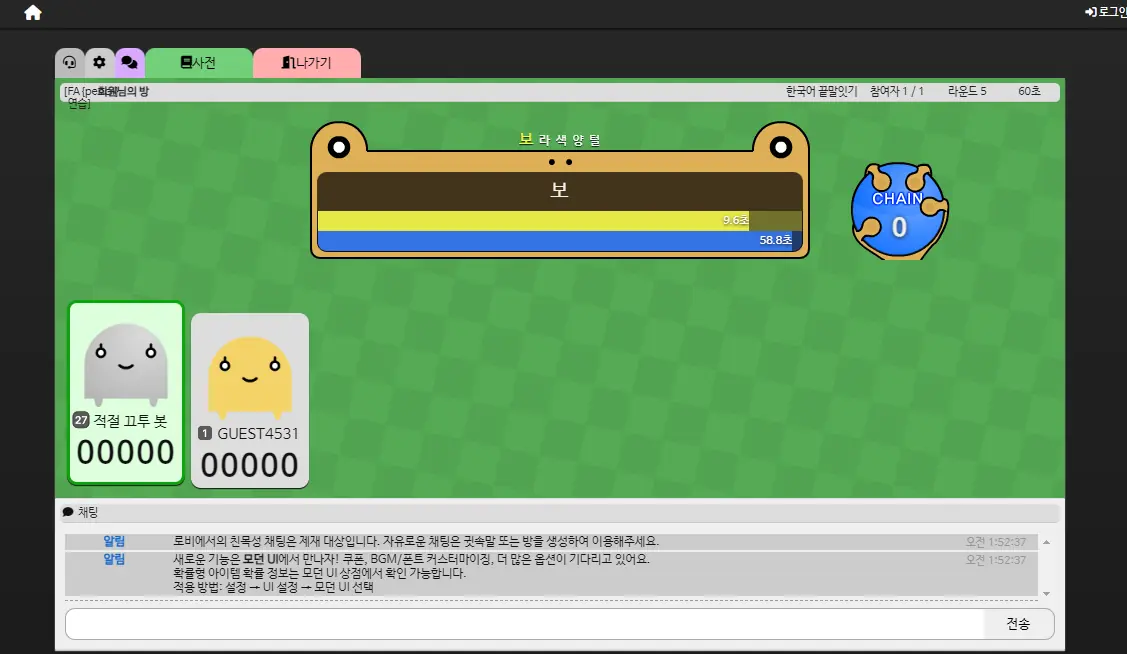 로그인
사전
나가기
회원님의 방
연습]
한국어 끝말잇기 참여자 1 / 1 라운드 5 60초
보라색양털
보
9.6초
58.8초
CHAIN
0
27 적절 끄투 봇
00000
1 GUEST4531
00000
채팅
알림 로비에서의 친목성 채팅은 제재 대상입니다. 자유로운 채팅은 귓속말 또는 방을 생성하여 이용해주세요. 오전 1:52:37
알림 새로운 기능은 모던 UI에서 만나자! 쿠폰, BGM/폰트 커스터마이징, 더 많은 옵션이 기다리고 있어요. 오전 1:52:37
확률형 아이템 확률 정보는 모던 UI 상점에서 확인 가능합니다.
적용 방법: 설정 → UI 설정 → 모던 UI 선택
전송